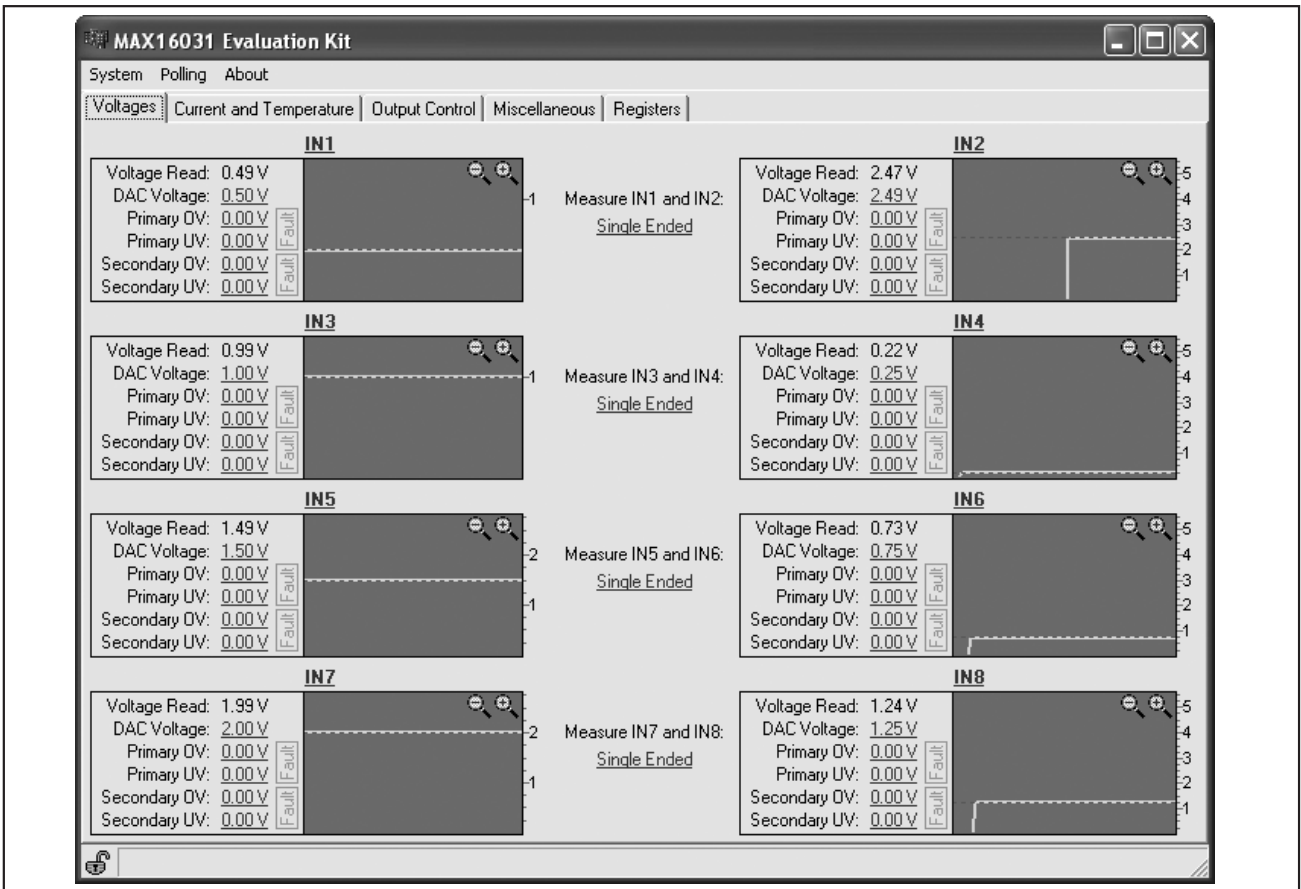 MAX16031 Evaluation Kit
System Polling About
Voltages Current and Temperature Output Control Miscellaneous Registers
IN1
Voltage Read: 0.49 V
DAC Voltage: 0.50 V
Primary OV: 0.00 V
Primary UV: 0.00 V
Fault
Secondary OV: 0.00 V
Secondary UV: 0.00 V
Fault
1
Measure IN1 and IN2:
Single Ended
IN2
Voltage Read: 2.47 V
DAC Voltage: 2.49 V
Primary OV: 0.00 V
Primary UV: 0.00 V
Fault
Secondary OV: 0.00 V
Secondary UV: 0.00 V
Fault
5
4
3
2
1
IN3
Voltage Read: 0.99 V
DAC Voltage: 1.00 V
Primary OV: 0.00 V
Primary UV: 0.00 V
Fault
Secondary OV: 0.00 V
Secondary UV: 0.00 V
Fault
1
Measure IN3 and IN4:
Single Ended
IN4
Voltage Read: 0.22 V
DAC Voltage: 0.25 V
Primary OV: 0.00 V
Primary UV: 0.00 V
Fault
Secondary OV: 0.00 V
Secondary UV: 0.00 V
Fault
5
4
3
2
1
IN5
Voltage Read: 1.49 V
DAC Voltage: 1.50 V
Primary OV: 0.00 V
Primary UV: 0.00 V
Fault
Secondary OV: 0.00 V
Secondary UV: 0.00 V
Fault
2
1
Measure IN5 and IN6:
Single Ended
IN6
Voltage Read: 0.73 V
DAC Voltage: 0.75 V
Primary OV: 0.00 V
Primary UV: 0.00 V
Fault
Secondary OV: 0.00 V
Secondary UV: 0.00 V
Fault
5
4
3
2
1
IN7
Voltage Read: 1.99 V
DAC Voltage: 2.00 V
Primary OV: 0.00 V
Primary UV: 0.00 V
Fault
Secondary OV: 0.00 V
Secondary UV: 0.00 V
Fault
2
1
Measure IN7 and IN8:
Single Ended
IN8
Voltage Read: 1.24 V
DAC Voltage: 1.25 V
Primary OV: 0.00 V
Primary UV: 0.00 V
Fault
Secondary OV: 0.00 V
Secondary UV: 0.00 V
Fault
5
4
3
2
1